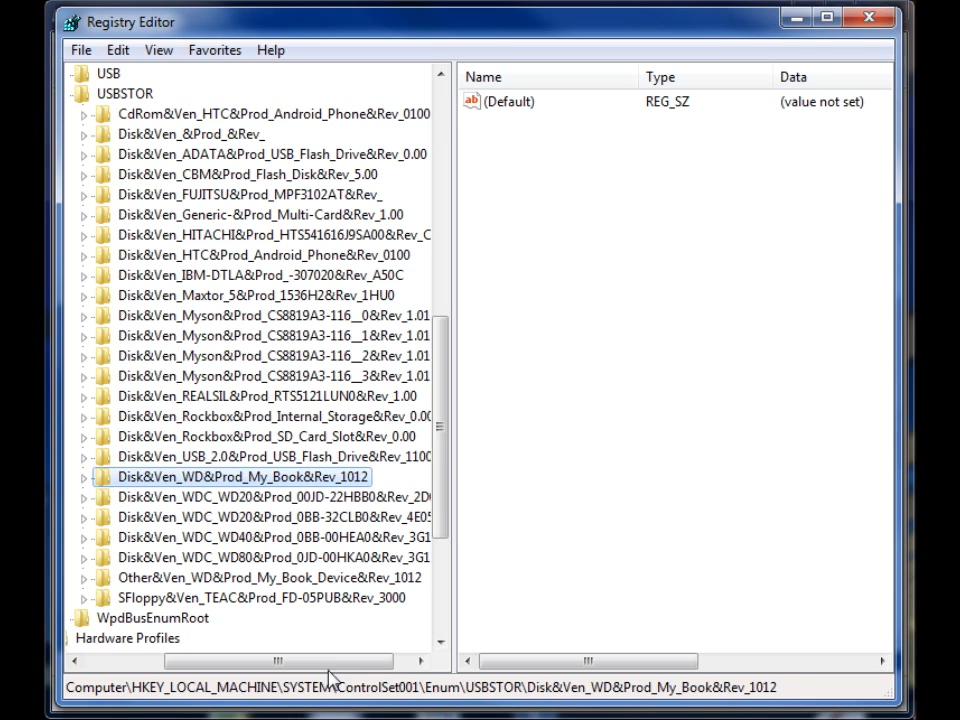 Registry Editor
File Edit View Favorites Help
Name Type Data
ab (Default) REG_SZ (value not set)
USB
USBSTOR
CdRom&Ven_HTC&Prod_Android_Phone&Rev_0100
Disk&Ven_&Prod_&Rev_
Disk&Ven_ADATA&Prod_USB_Flash_Drive&Rev_0.00
Disk&Ven_CBM&Prod_Flash_Disk&Rev_5.00
Disk&Ven_FUJITSU&Prod_MPF3102AT&Rev_
Disk&Ven_Generic-&Prod_Multi-Card&Rev_1.00
Disk&Ven_HITACHI&Prod_HTS541616J9SA00&Rev_C
Disk&Ven_HTC&Prod_Android_Phone&Rev_0100
Disk&Ven_IBM-DTLA&Prod_-307020&Rev_A50C
Disk&Ven_Maxtor_5&Prod_1536H2&Rev_1HU0
Disk&Ven_Myson&Prod_CS8819A3-116__0&Rev_1.01
Disk&Ven_Myson&Prod_CS8819A3-116__1&Rev_1.01
Disk&Ven_Myson&Prod_CS8819A3-116__2&Rev_1.01
Disk&Ven_Myson&Prod_CS8819A3-116__3&Rev_1.01
Disk&Ven_REALSIL&Prod_RTS5121LUN0&Rev_1.00
Disk&Ven_Rockbox&Prod_Internal_Storage&Rev_0.00
Disk&Ven_Rockbox&Prod_SD_Card_Slot&Rev_0.00
Disk&Ven_USB_2.0&Prod_USB_Flash_Drive&Rev_1100
Disk&Ven_WD&Prod_My_Book&Rev_1012
Disk&Ven_WDC_WD20&Prod_00JD-22HBB0&Rev_2D
Disk&Ven_WDC_WD20&Prod_0BB-32CLB0&Rev_4E05
Disk&Ven_WDC_WD40&Prod_0BB-00HEA0&Rev_3G1
Disk&Ven_WDC_WD80&Prod_0JD-00HKA0&Rev_3G1
Other&Ven_WD&Prod_My_Book_Device&Rev_1012
SFloppy&Ven_TEAC&Prod_FD-05PUB&Rev_3000
WpdBusEnumRoot
Hardware Profiles
Computer\HKEY_LOCAL_MACHINE\SYSTEM\ControlSet001\Enum\USBSTOR\Disk&Ven_WD&Prod_My_Book&Rev_1012